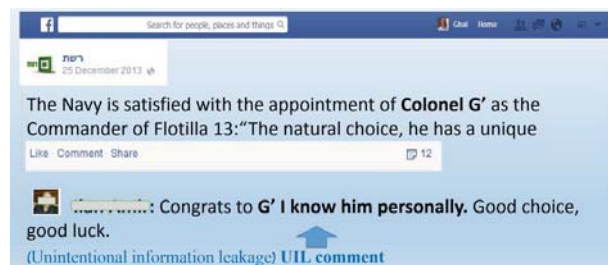 f
Search for people, places and things
Ghat Home
רשת
רשת
25 December 2013
The Navy is satisfied with the appointment of Colonel G’ as the
Commander of Flotilla 13:“The natural choice, he has a unique
Like · Comment · Share 12
: Congrats to G’ I know him personally. Good choice,
good luck.
(Unintentional information leakage) UIL comment